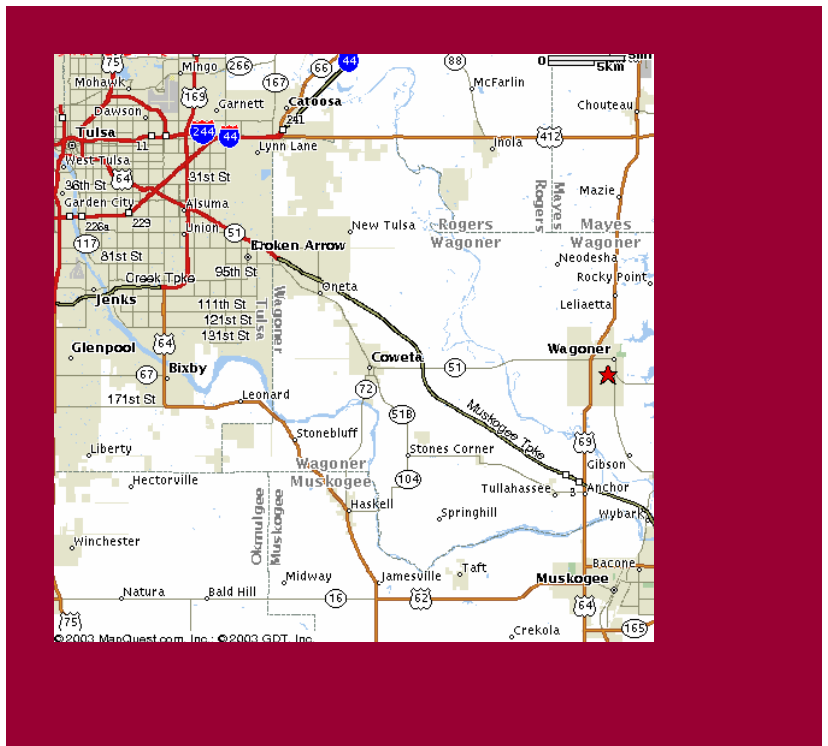 75
Mingo
266
66
44
88
0
5mi
5km
Mohawk
169
167
McFarlin
Garnett
Catoosa
Chouteau
Dawson
241
Tulsa
244
44
412
11
Lynn Lane
Inola
West Tulsa
64
31st St
36th St
Mayes
Rogers
Mazie
Garden City
Alsuma
226a
229
51
New Tulsa
Rogers
Mayes
Union
Wagoner
Wagoner
117
Broken Arrow
81st St
Neodesha
95th St
Rocky Point
Creek Tpke
Oneta
Jenks
111th St
Leliaetta
121st St
Tulsa
Wagoner
131st St
64
Glenpool
Wagoner
Coweta
51
67
Bixby
72
171st St
Leonard
51B
Muskogee Tpke
Stonebluff
69
Liberty
Stones Corner
Wagoner
Gibson
Muskogee
104
Hectorville
Tullahassee
3
Anchor
Haskell
Springhill
Wybark
Okmulgee
Muskogee
Winchester
Bacone
Midway
Jamesville
Taft
Muskogee
Natura
Bald Hill
16
62
64
75
Crekola
165
©2003 MapQuest.com, Inc.; ©2003 GDT, Inc.